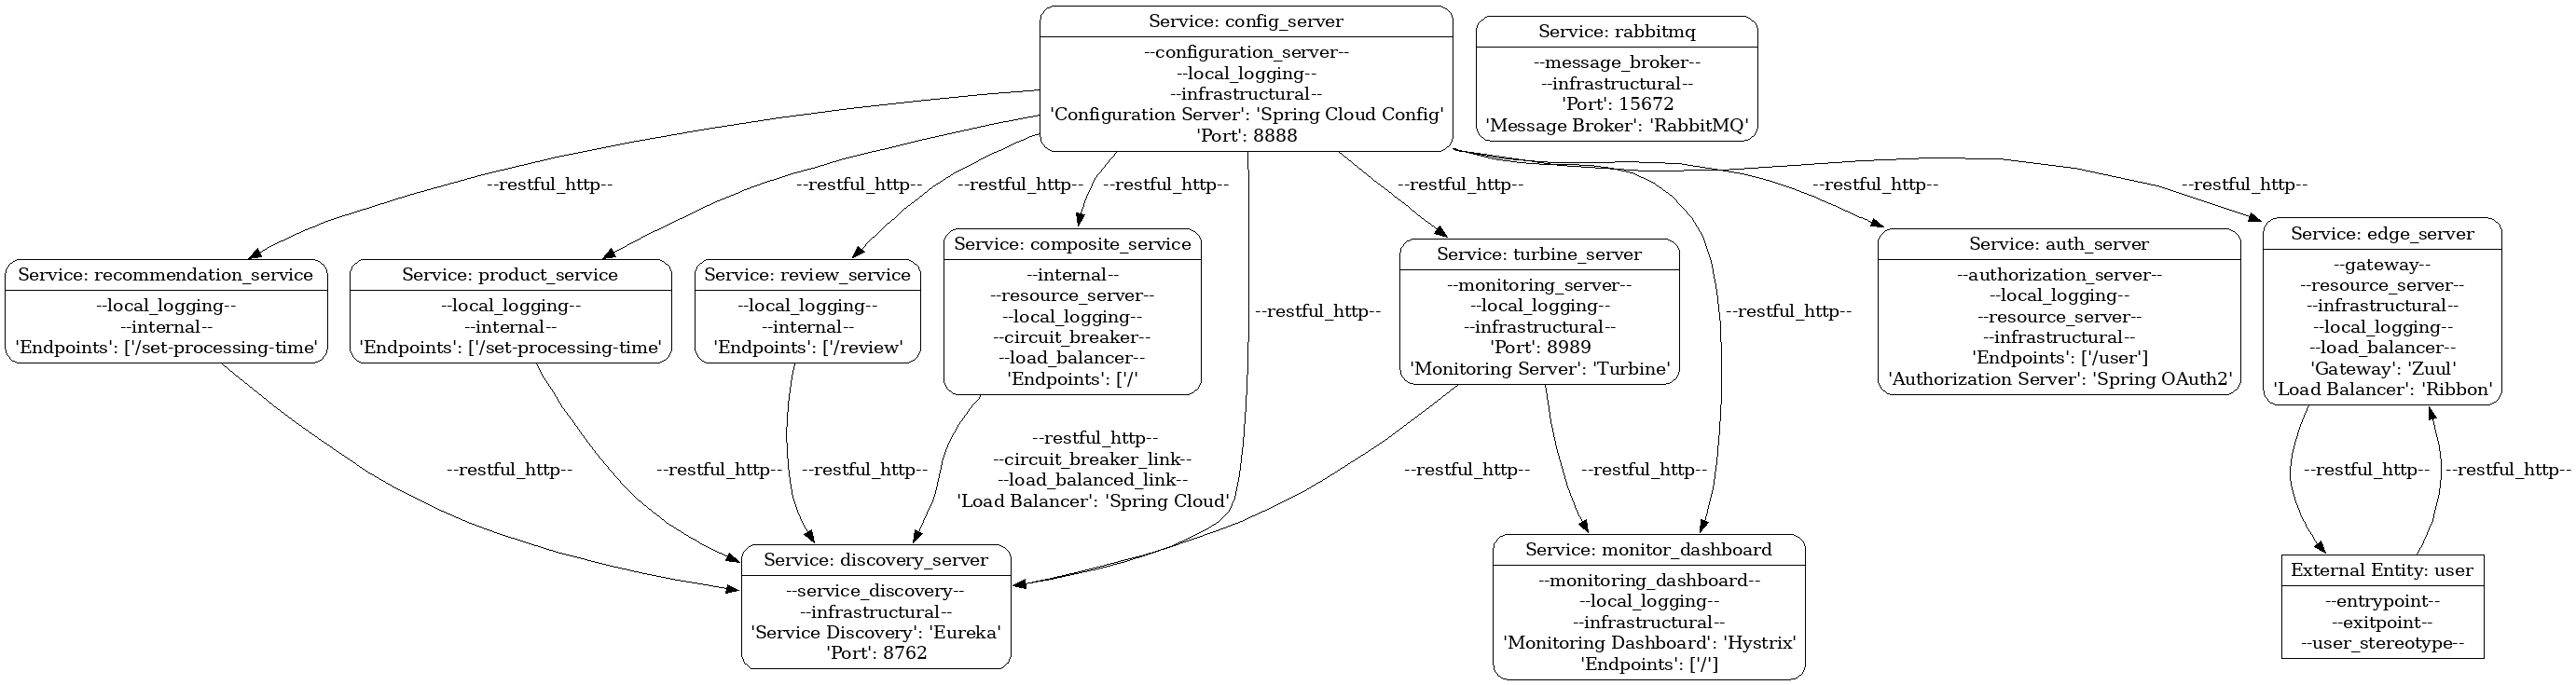 Service: config_server
--configuration_server--
--local_logging--
--infrastructural--
'Configuration Server': 'Spring Cloud Config'
'Port': 8888
Service: rabbitmq
--message_broker--
--infrastructural--
'Port': 15672
'Message Broker': 'RabbitMQ'
--restful_http--
--restful_http--
--restful_http--
--restful_http--
--restful_http--
--restful_http--
--restful_http--
Service: recommendation_service
--local_logging--
--internal--
'Endpoints': ['/set-processing-time'
Service: product_service
--local_logging--
--internal--
'Endpoints': ['/set-processing-time'
Service: review_service
--local_logging--
--internal--
'Endpoints': ['/review'
Service: composite_service
--internal--
--resource_server--
--local_logging--
--circuit_breaker--
--load_balancer--
'Endpoints': ['/'
--restful_http--
Service: turbine_server
--monitoring_server--
--local_logging--
--infrastructural--
'Port': 8989
'Monitoring Server': 'Turbine'
--restful_http--
Service: auth_server
--authorization_server--
--local_logging--
--resource_server--
--infrastructural--
'Endpoints': ['/user']
'Authorization Server': 'Spring OAuth2'
Service: edge_server
--gateway--
--resource_server--
--infrastructural--
--local_logging--
--load_balancer--
'Gateway': 'Zuul'
'Load Balancer': 'Ribbon'
--restful_http--
--restful_http--
--restful_http--
--restful_http--
--circuit_breaker_link--
--load_balanced_link--
'Load Balancer': 'Spring Cloud'
--restful_http--
--restful_http--
--restful_http--
--restful_http--
Service: discovery_server
--service_discovery--
--infrastructural--
'Service Discovery': 'Eureka'
'Port': 8762
Service: monitor_dashboard
--monitoring_dashboard--
--local_logging--
--infrastructural--
'Monitoring Dashboard': 'Hystrix'
'Endpoints': ['/']
External Entity: user
--entrypoint--
--exitpoint--
--user_stereotype--